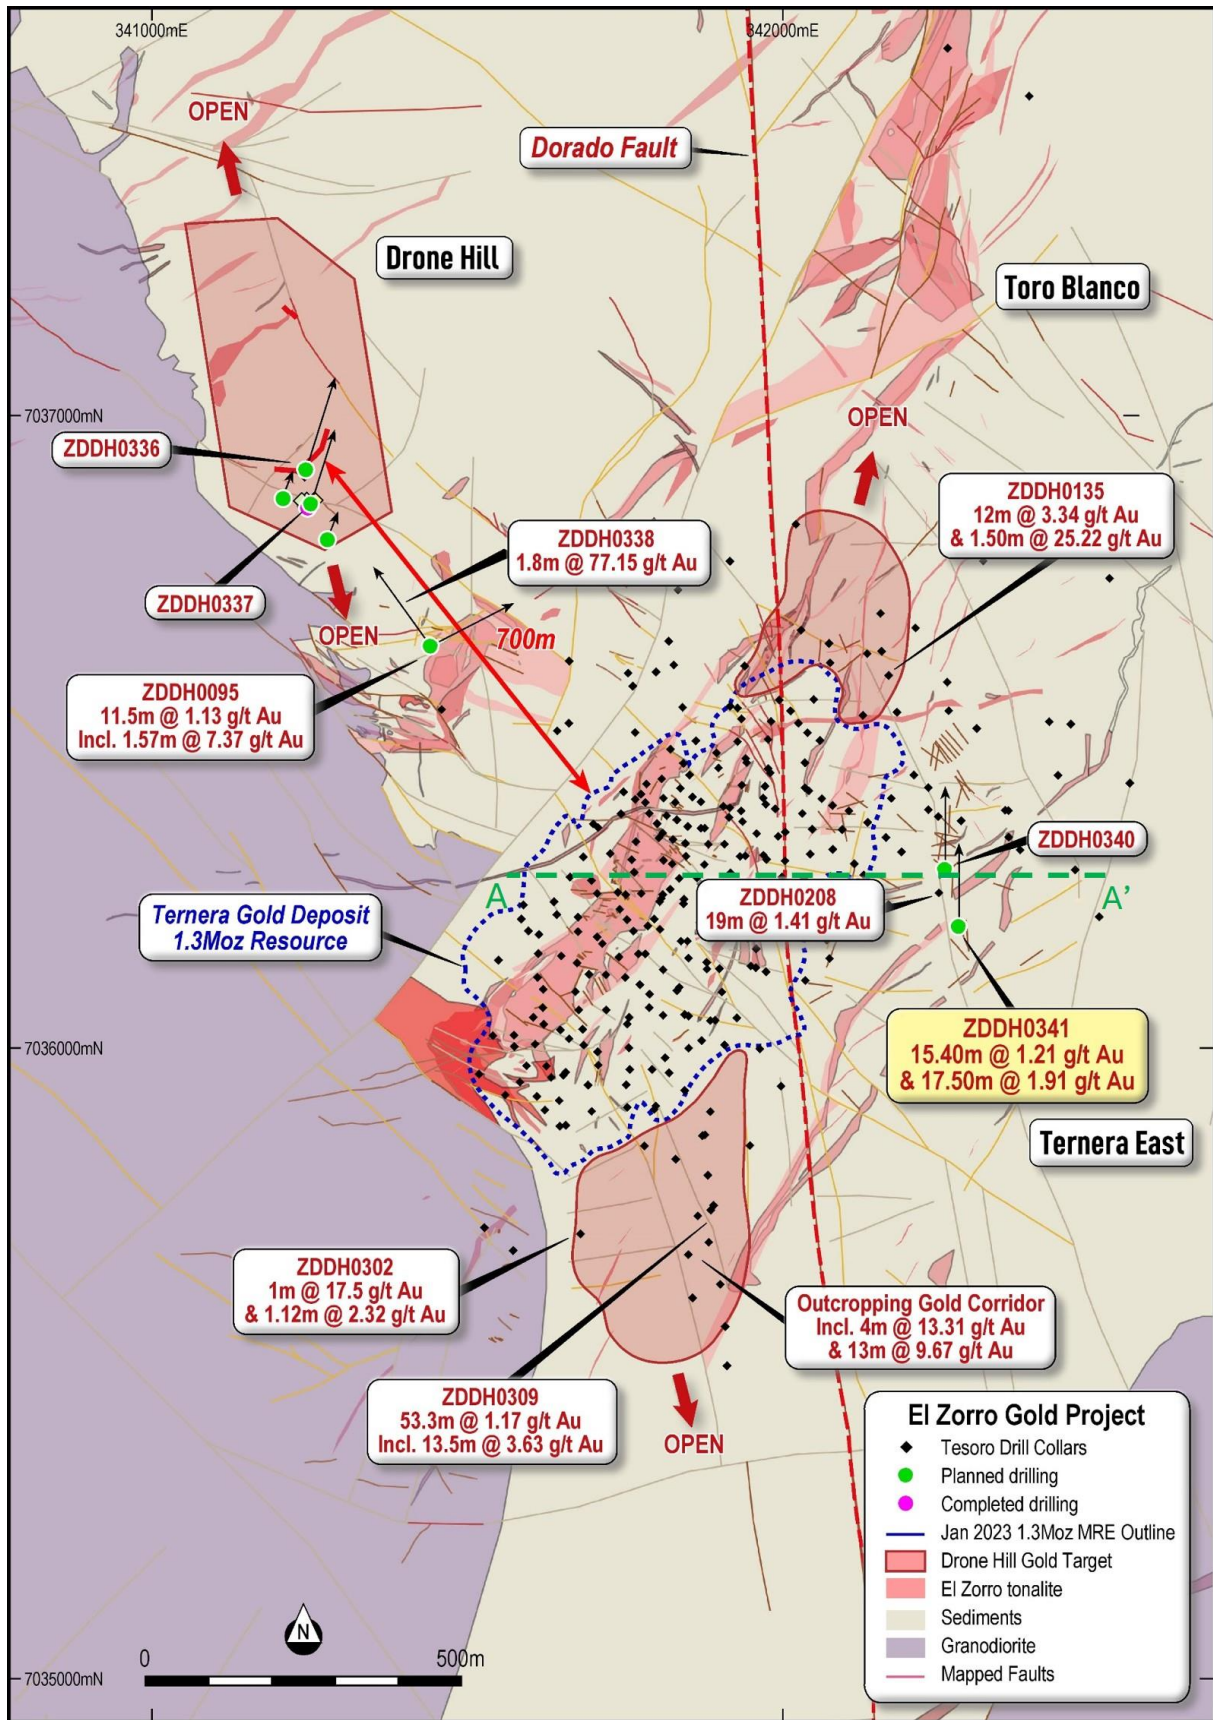 341000mE
342000mE
OPEN
Dorado Fault
Drone Hill
Toro Blanco
7037000mN
OPEN
ZDDH0336
ZDDH0135
12m @ 3.34 g/t Au
& 1.50m @ 25.22 g/t Au
ZDDH0338
1.8m @ 77.15 g/t Au
ZDDH0337
OPEN
700m
ZDDH0095
11.5m @ 1.13 g/t Au
Incl. 1.57m @ 7.37 g/t Au
ZDDH0340
A
A’
ZDDH0208
19m @ 1.41 g/t Au
Ternera Gold Deposit
1.3Moz Resource
7036000mN
ZDDH0341
15.40m @ 1.21 g/t Au
& 17.50m @ 1.91 g/t Au
Ternera East
ZDDH0302
1m @ 17.5 g/t Au
& 1.12m @ 2.32 g/t Au
Outcropping Gold Corridor
Incl. 4m @ 13.31 g/t Au
& 13m @ 9.67 g/t Au
ZDDH0309
53.3m @ 1.17 g/t Au
Incl. 13.5m @ 3.63 g/t Au
OPEN
El Zorro Gold Project
Tesoro Drill Collars
Planned drilling
Completed drilling
Jan 2023 1.3Moz MRE Outline
Drone Hill Gold Target
El Zorro tonalite
Sediments
Granodiorite
Mapped Faults
N
0
500m
7035000mN